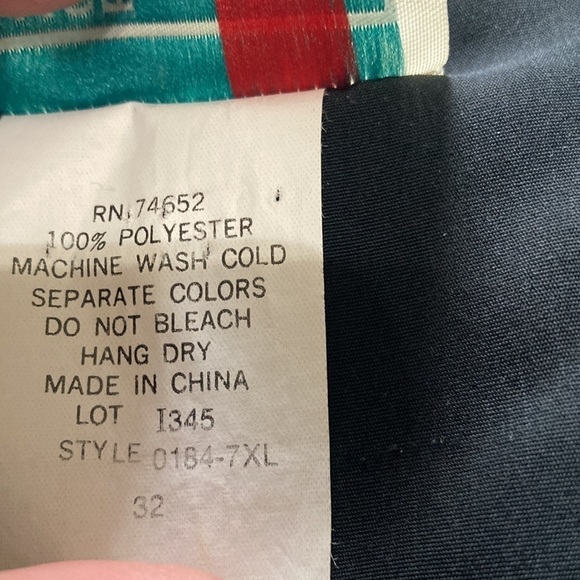 RN 74652
100% POLYESTER
MACHINE WASH COLD
SEPARATE COLORS
DO NOT BLEACH
HANG DRY
MADE IN CHINA
LOT I345
STYLE 0184-7XL
32